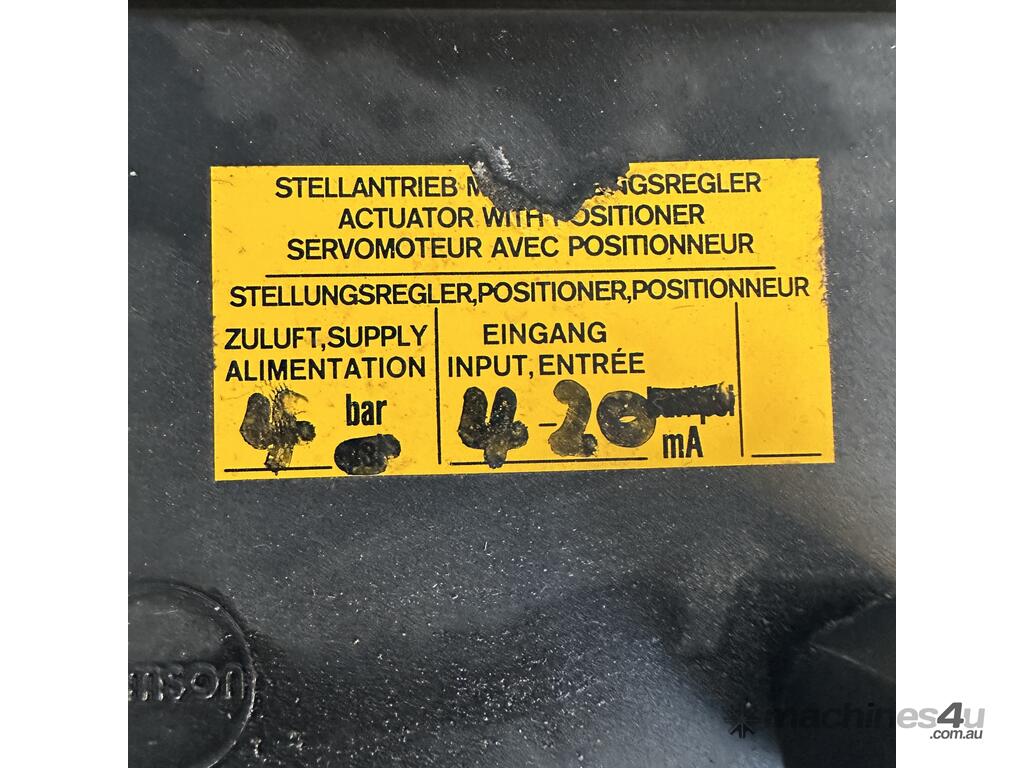 STELLANTRIEB M NGSREGLER
ACTUATOR WITH POSITIONER
SERVOMOTEUR AVEC POSITIONNEUR
STELLUNGSREGLER,POSITIONER,POSITIONNEUR
ZULUFT,SUPPLY
ALIMENTATION
4 bar
EINGANG
INPUT,ENTRÉE
4-20
mA
mson
machines4u
.com.au